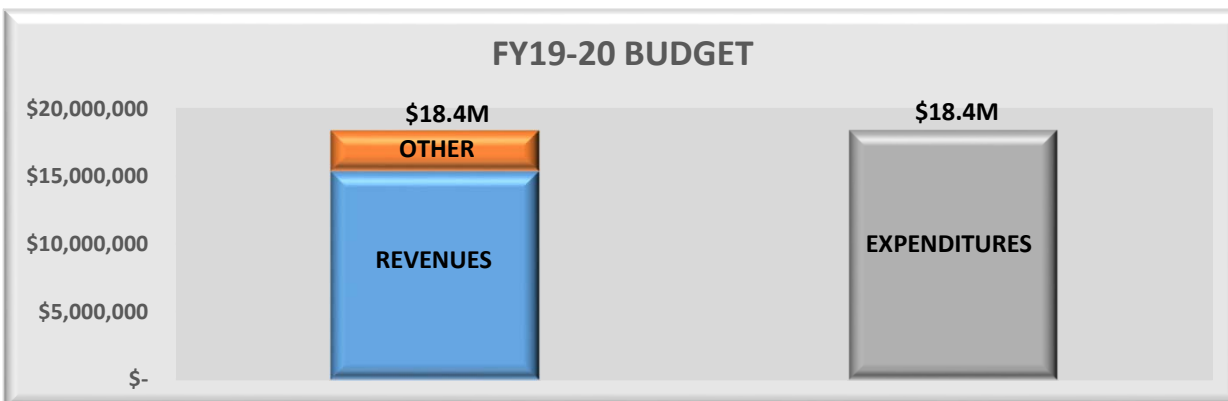 FY19-20 BUDGET
$20,000,000
$15,000,000
$10,000,000
$5,000,000
$-
$18.4M
OTHER
REVENUES
$18.4M
EXPENDITURES